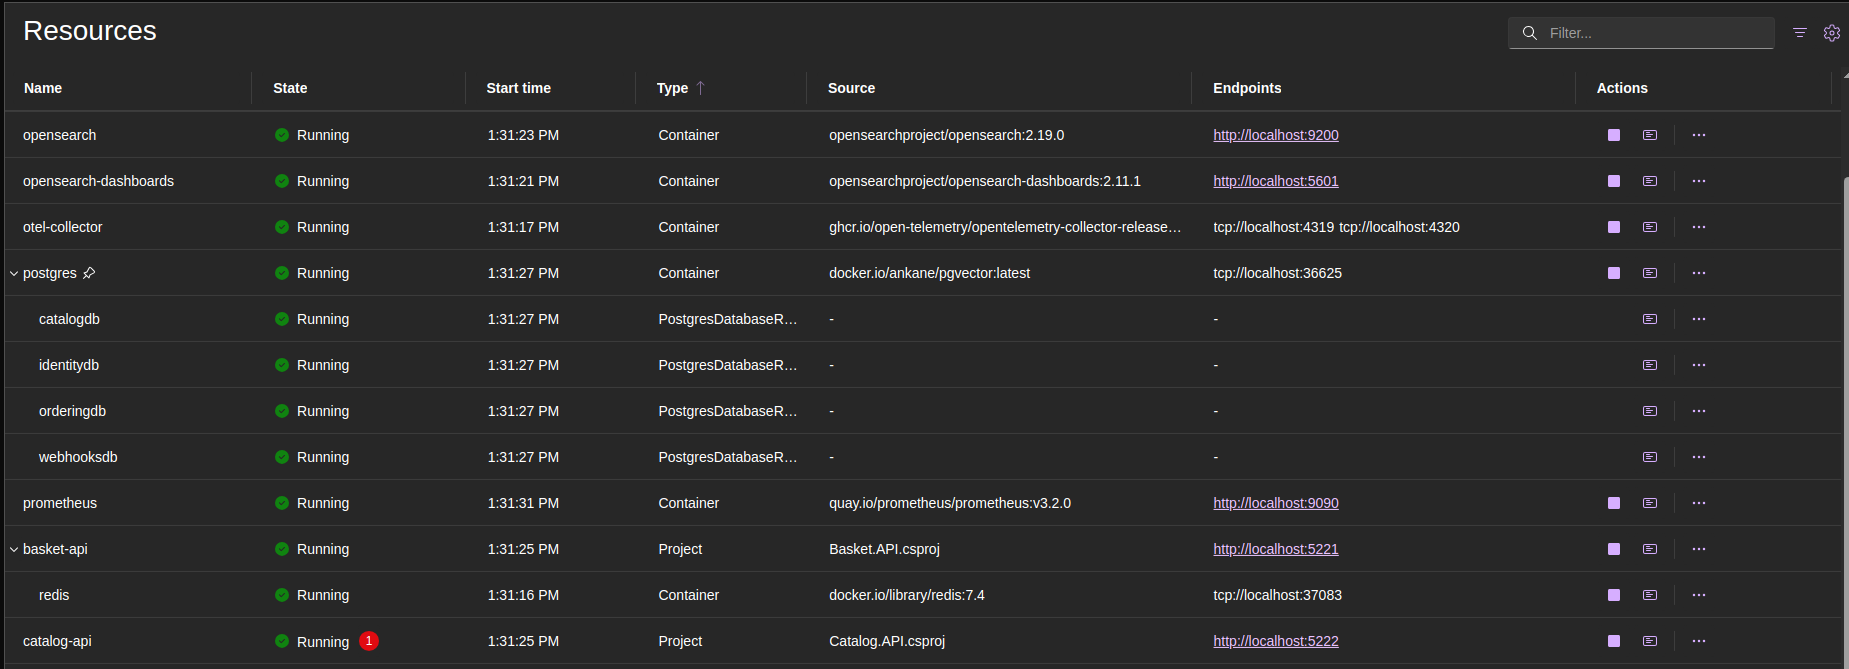 Resources
Filter...
Name State Start time Type Source Endpoints Actions
opensearch Running 1:31:23 PM Container opensearchproject/opensearch:2.19.0 http://localhost:9200
opensearch-dashboards Running 1:31:21 PM Container opensearchproject/opensearch-dashboards:2.11.1 http://localhost:5601
otel-collector Running 1:31:17 PM Container ghcr.io/open-telemetry/opentelemetry-collector-release... tcp://localhost:4319 tcp://localhost:4320
postgres Running 1:31:27 PM Container docker.io/ankane/pgvector:latest tcp://localhost:36625
catalogdb Running 1:31:27 PM PostgresDatabaseR... - -
identitydb Running 1:31:27 PM PostgresDatabaseR... - -
orderingdb Running 1:31:27 PM PostgresDatabaseR... - -
webhooksdb Running 1:31:27 PM PostgresDatabaseR... - -
prometheus Running 1:31:31 PM Container quay.io/prometheus/prometheus:v3.2.0 http://localhost:9090
basket-api Running 1:31:25 PM Project Basket.API.csproj http://localhost:5221
redis Running 1:31:16 PM Container docker.io/library/redis:7.4 tcp://localhost:37083
catalog-api Running 1 1:31:25 PM Project Catalog.API.csproj http://localhost:5222